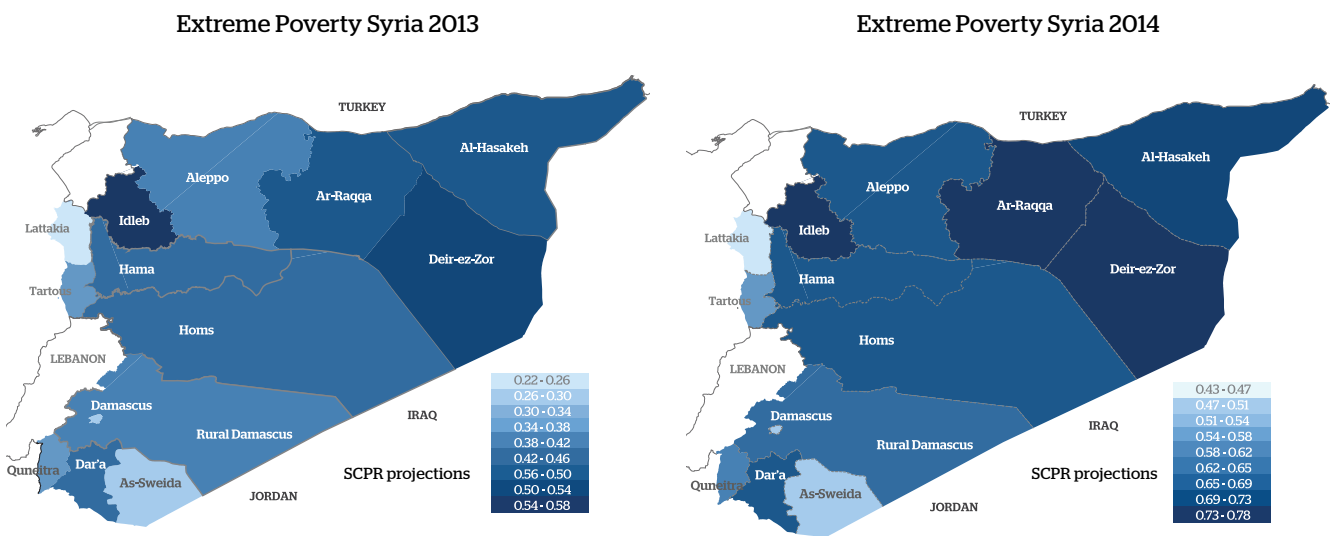 Extreme Poverty Syria 2013
TURKEY
Al-Hasakeh
Aleppo
Ar-Raqqa
Idleb
Lattakia
Deir-ez-Zor
Hama
Tartous
Homs
LEBANON
Damascus
IRAQ
Rural Damascus
Quneitra
Dar'a
As-Sweida
JORDAN
SCPR projections
0.22 - 0.26
0.26 - 0.30
0.30 - 0.34
0.34 - 0.38
0.38 - 0.42
0.42 - 0.46
0.56 - 0.50
0.50 - 0.54
0.54 - 0.58
Extreme Poverty Syria 2014
TURKEY
Al-Hasakeh
Aleppo
Ar-Raqqa
Idleb
Lattakia
Deir-ez-Zor
Hama
Tartous
Homs
LEBANON
Damascus
IRAQ
Rural Damascus
Quneitra
Dar'a
As-Sweida
JORDAN
SCPR projections
0.43 - 0.47
0.47 - 0.51
0.51 - 0.54
0.54 - 0.58
0.58 - 0.62
0.62 - 0.65
0.65 - 0.69
0.69 - 0.73
0.73 - 0.78